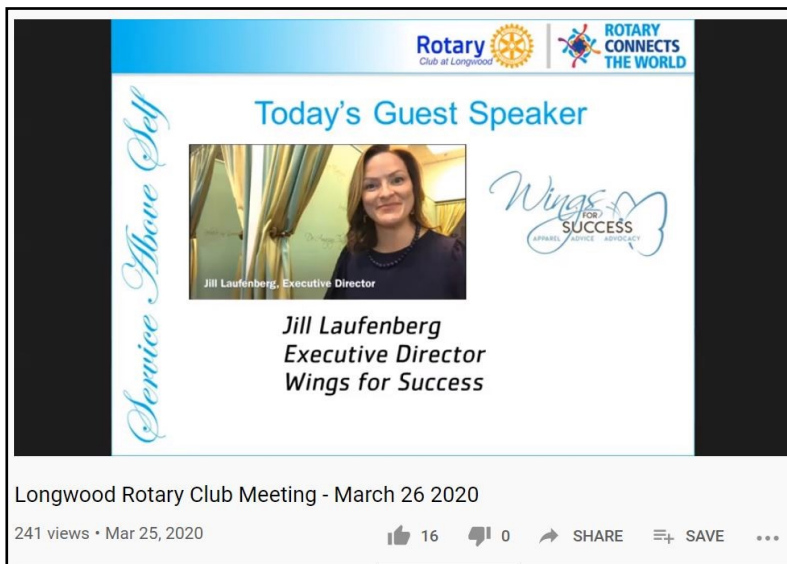 Rotary
Club at Longwood
ROTARY
CONNECTS
THE WORLD
Service Above Self
Today's Guest Speaker
Jill Laufenberg, Executive Director
Wings
FOR
SUCCESS
APPAREL ADVICE ADVOCACY
Jill Laufenberg
Executive Director
Wings for Success
Longwood Rotary Club Meeting - March 26 2020
241 views • Mar 25, 2020 16 0 SHARE SAVE